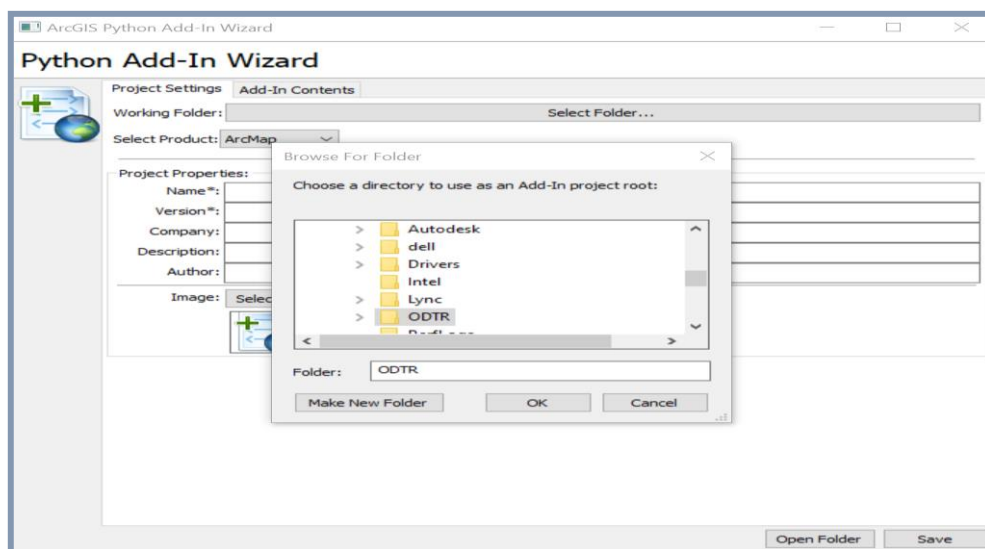 ArcGIS Python Add-In Wizard
Python Add-In Wizard
Project Settings Add-In Contents
Working Folder: Select Folder...
Select Product: ArcMap
Browse For Folder
Choose a directory to use as an Add-In project root:
Project Properties:
Name*:
Version*:
Company:
Description:
Author:
Image: Selec
Autodesk
dell
Drivers
Intel
Lync
ODTR
Folder: ODTR
Make New Folder OK Cancel
Open Folder Save